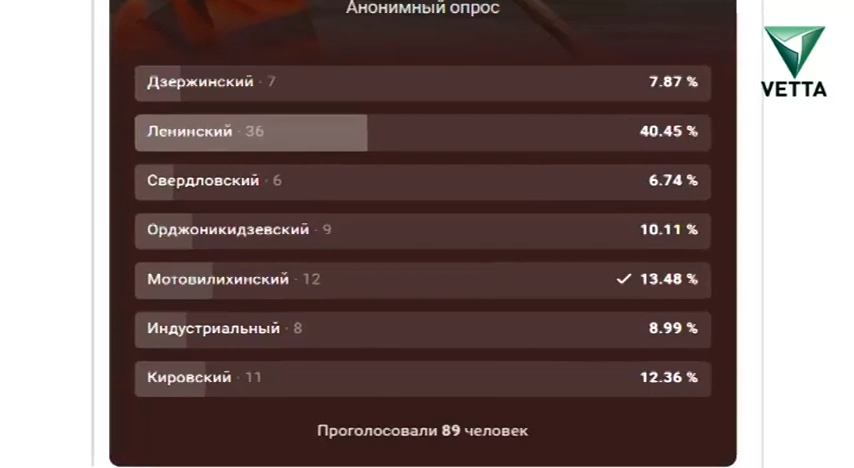 Анонимный опрос
VETTA
Дзержинский · 7 7.87 %
Ленинский · 36 40.45 %
Свердловский · 6 6.74 %
Орджоникидзевский · 9 10.11 %
Мотовилихинский · 12 13.48 %
Индустриальный · 8 8.99 %
Кировский · 11 12.36 %
Проголосовали 89 человек